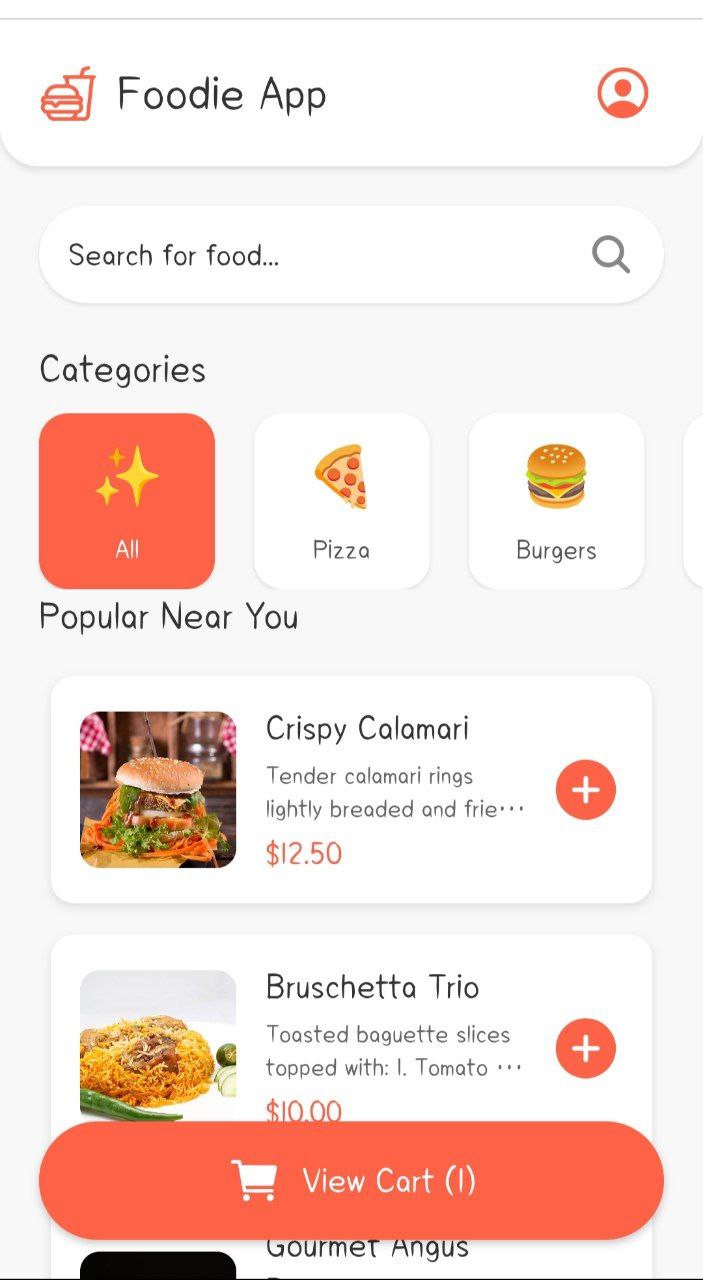 Foodie App
Search for food...
Categories
All
Pizza
Burgers
Popular Near You
Crispy Calamari
Tender calamari rings
lightly breaded and frie...
$12.50
Bruschetta Trio
Toasted baguette slices
topped with: 1. Tomato ...
$10.00
View Cart (1)
Gourmet Angus